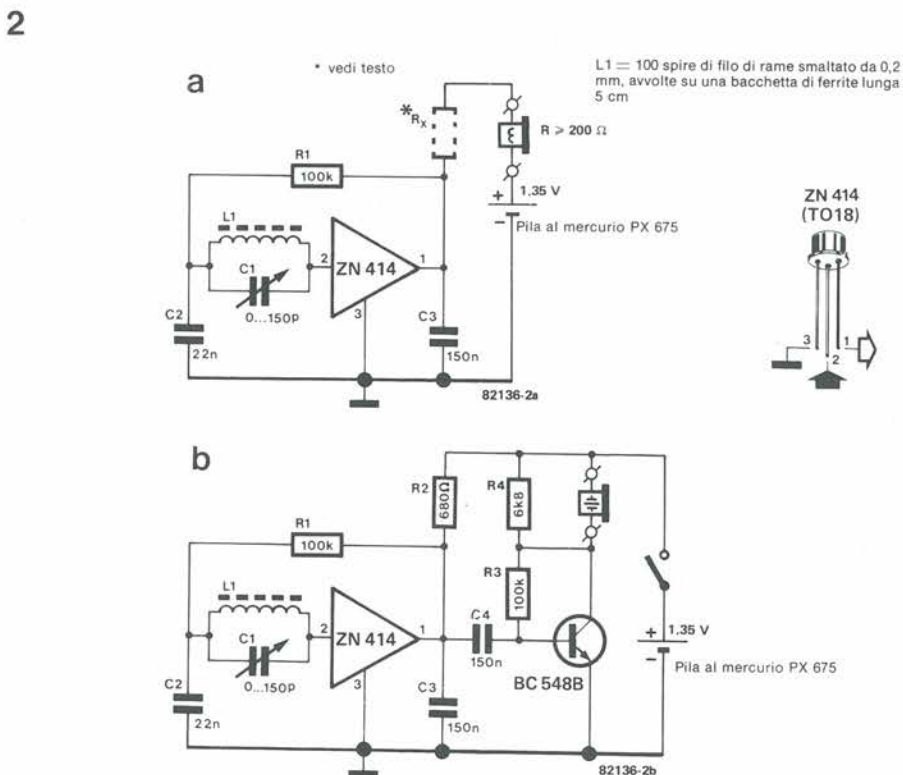 2
a
* vedi testo
L1 = 100 spire di filo di rame smaltato da 0,2
mm, avvolte su una bacchetta di ferrite lunga
5 cm
*
RX
R ⩾ 200 Ω
R1
100k
+
1,35 V
−
Pila al mercurio PX 675
L1
C1
0...150p
2
ZN 414
1
3
C2
22n
C3
150n
82136-2a
ZN 414
(TO18)
3
1
2
b
R2
680Ω
R4
6k8
R1
100k
R3
100k
L1
C1
0...150p
2
ZN 414
1
3
C4
150n
BC 548B
+
1,35 V
−
Pila al mercurio PX 675
C2
22n
C3
150n
82136-2b